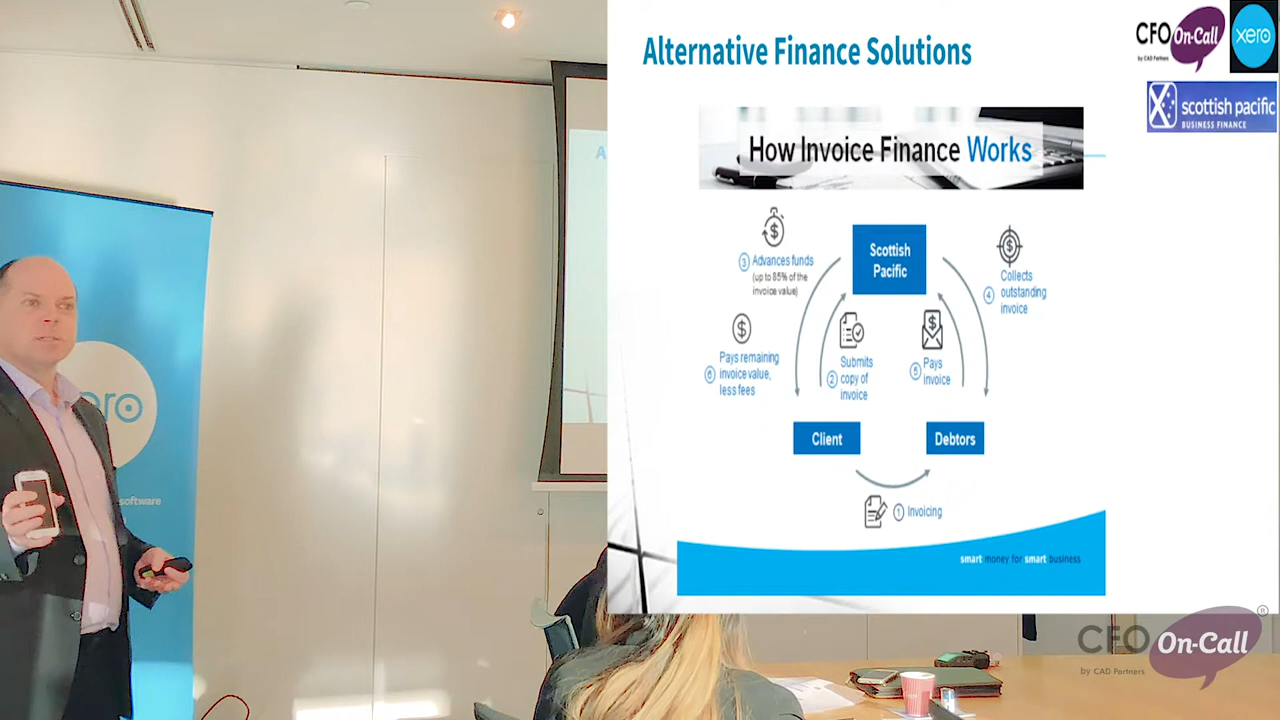 Alternative Finance Solutions
CFO On-Call
by CAD Partners
xero
scottish pacific
BUSINESS FINANCE
How Invoice Finance Works
Scottish
Pacific
3 Advances funds
(up to 85% of the
invoice value)
4 Collects
outstanding
invoice
6 Pays remaining
invoice value,
less fees
2 Submits
copy of
invoice
5 Pays
invoice
Client
Debtors
1 Invoicing
smart money for smart business
A
ero
software
CFO On-Call ®
by CAD Partners